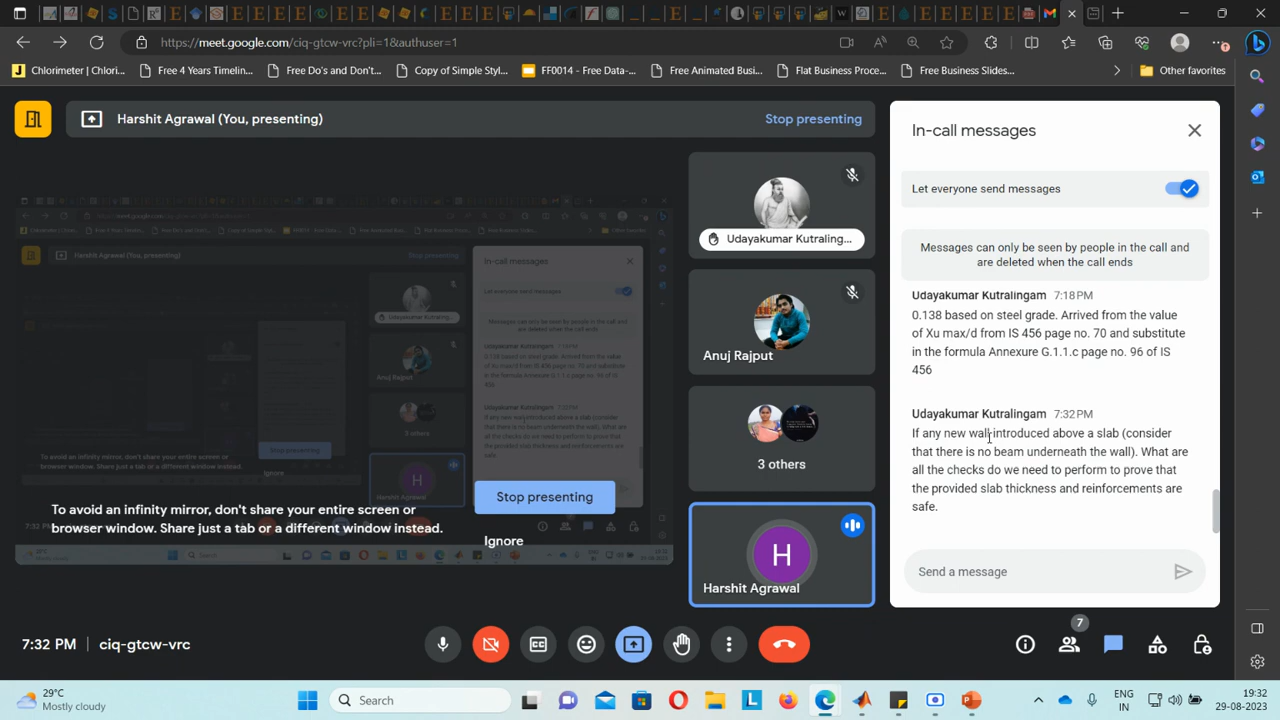 https://meet.google.com/ciq-gtcw-vrc?pli=1&authuser=1
Chlorimeter | Chlori...
Free 4 Years Timelin...
Free Do's and Don't...
Copy of Simple Styl...
FF0014 - Free Data-...
Free Animated Busi...
Flat Business Proce...
Free Business Slides...
Other favorites
Harshit Agrawal (You, presenting)
Stop presenting
To avoid an infinity mirror, don't share your entire screen or
browser window. Share just a tab or a different window instead.
Stop presenting
Ignore
Udayakumar Kutraling...
Anuj Rajput
3 others
H
Harshit Agrawal
In-call messages
Let everyone send messages
Messages can only be seen by people in the call and
are deleted when the call ends
Udayakumar Kutralingam 7:18 PM
0.138 based on steel grade. Arrived from the value
of Xu max/d from IS 456 page no. 70 and substitute
in the formula Annexure G.1.1.c page no. 96 of IS
456
Udayakumar Kutralingam 7:32 PM
If any new wall introduced above a slab (consider
that there is no beam underneath the wall). What are
all the checks do we need to perform to prove that
the provided slab thickness and reinforcements are
safe.
Send a message
7:32 PM | ciq-gtcw-vrc
7
29°C
Mostly cloudy
Search
ENG
IN
19:32
29-08-2023